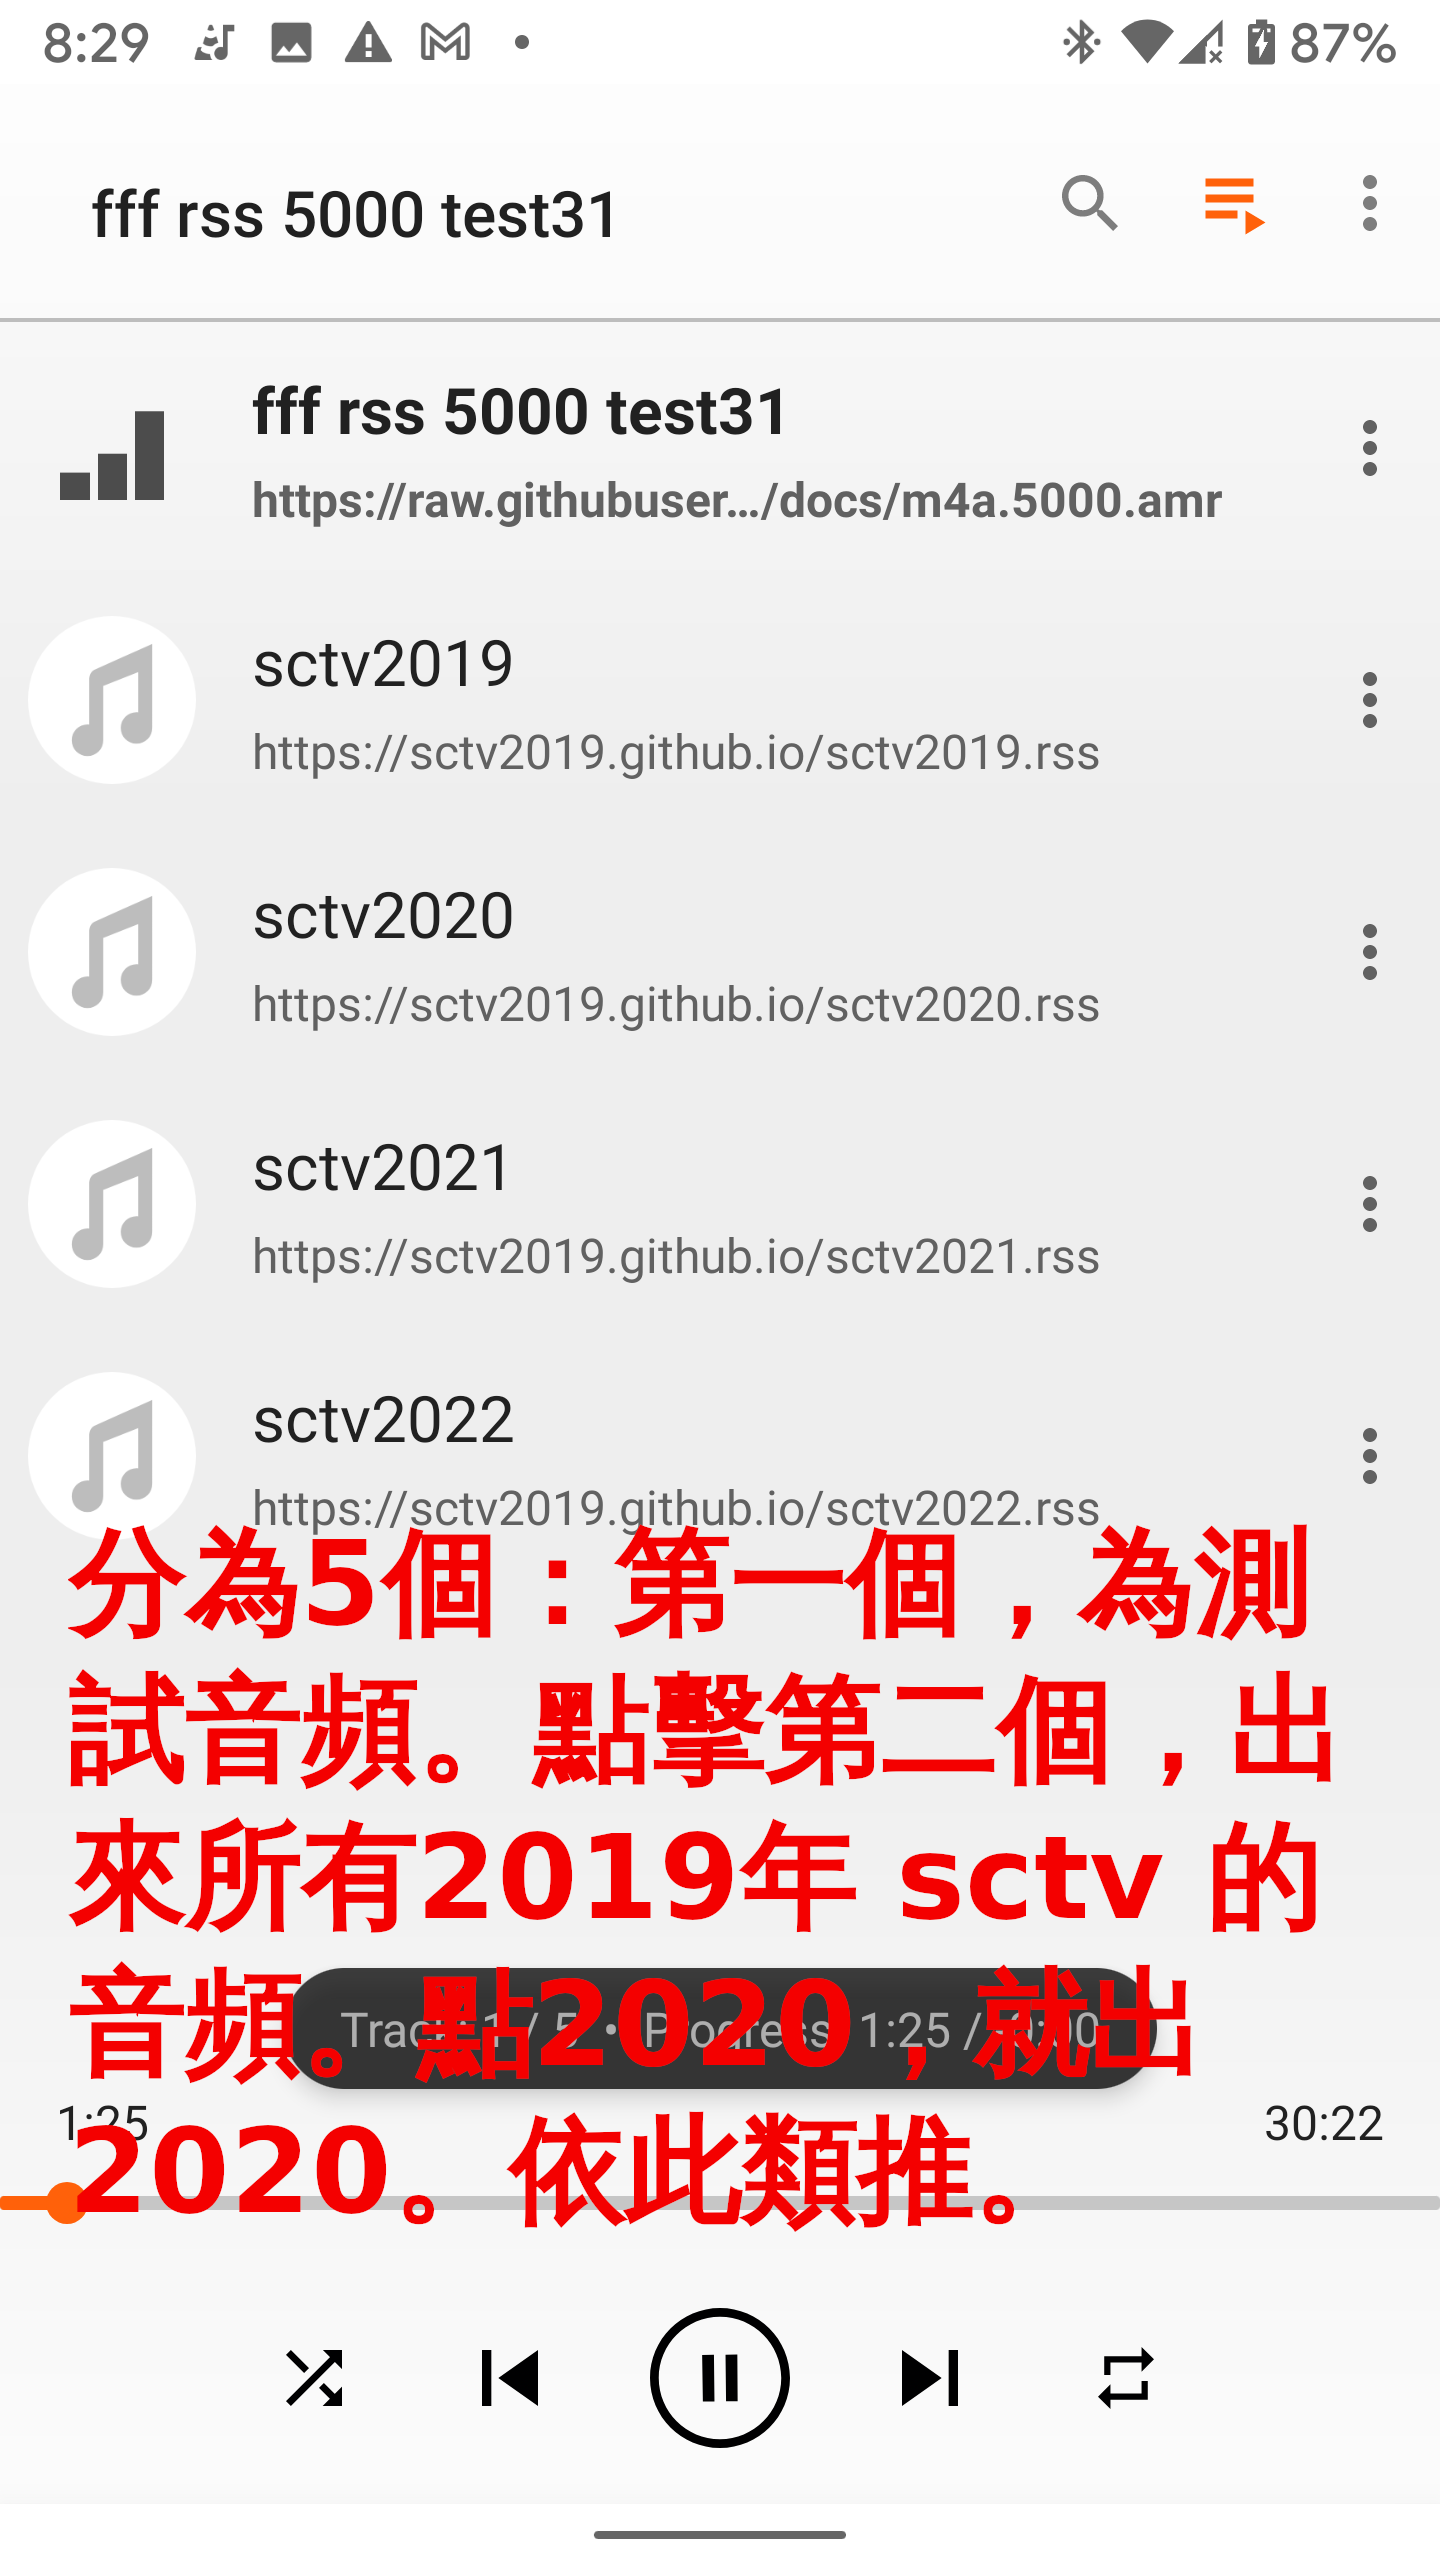 8:29
87%
fff rss 5000 test31
fff rss 5000 test31
https://raw.githubuser.../docs/m4a.5000.amr
sctv2019
https://sctv2019.github.io/sctv2019.rss
sctv2020
https://sctv2019.github.io/sctv2020.rss
sctv2021
https://sctv2019.github.io/sctv2021.rss
sctv2022
https://sctv2019.github.io/sctv2022.rss
分為5個：第一個，為測
試音頻。點擊第二個，出
來所有2019年 sctv 的
音頻。點2020，就出
2020。依此類推。
Track 1 / 5 • Progress 1:25 /
1:25
30:22